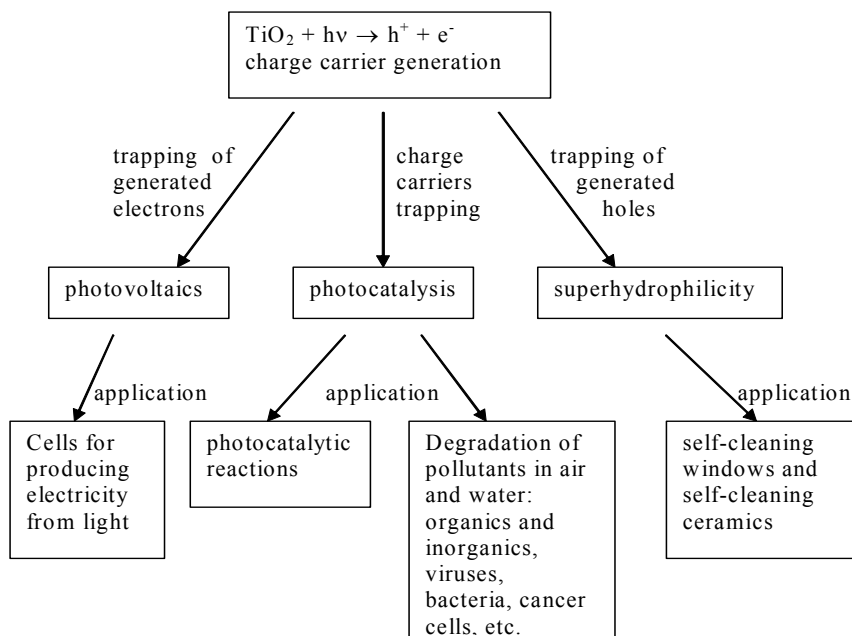 TiO₂ + hν → h⁺ + e⁻
charge carrier generation
trapping of
generated
electrons
charge
carriers
trapping
trapping of
generated
holes
photovoltaics
photocatalysis
superhydrophilicity
application
application
application
Cells for
producing
electricity
from light
photocatalytic
reactions
Degradation of
pollutants in air
and water:
organics and
inorganics,
viruses,
bacteria, cancer
cells, etc.
self-cleaning
windows and
self-cleaning
ceramics